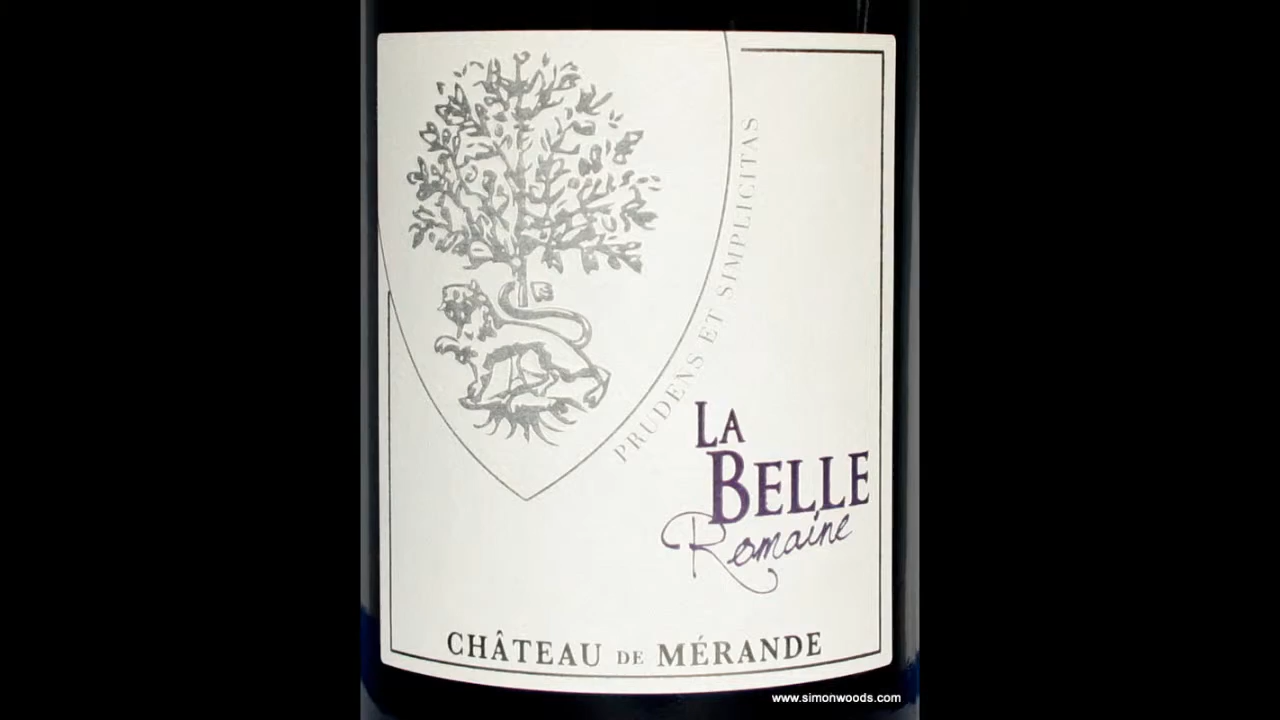 PRUDENS ET SIMPLICITAS
LA
BELLE
Romaine
CHÂTEAU DE MÉRANDE
www.simonwoods.com